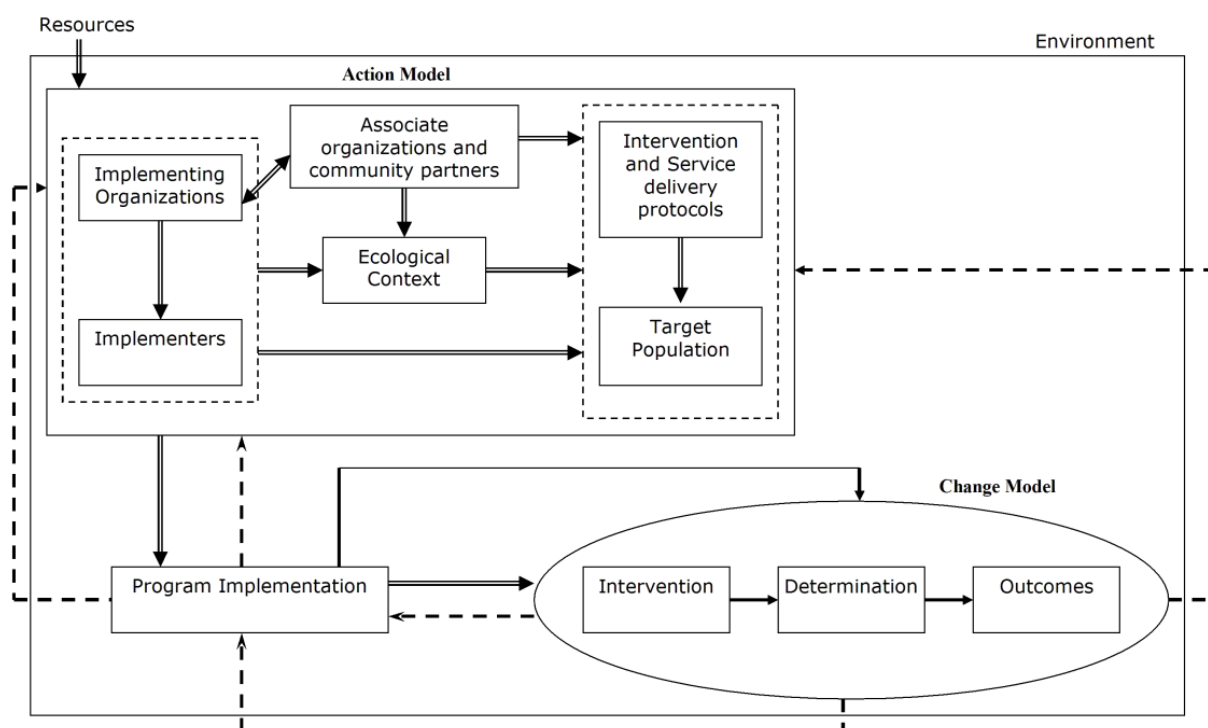 Resources
Environment
Action Model
Associate
organizations and
community partners
Intervention
and Service
delivery
protocols
Implementing
Organizations
Ecological
Context
Implementers
Target
Population
Change Model
Program Implementation
Intervention
Determination
Outcomes